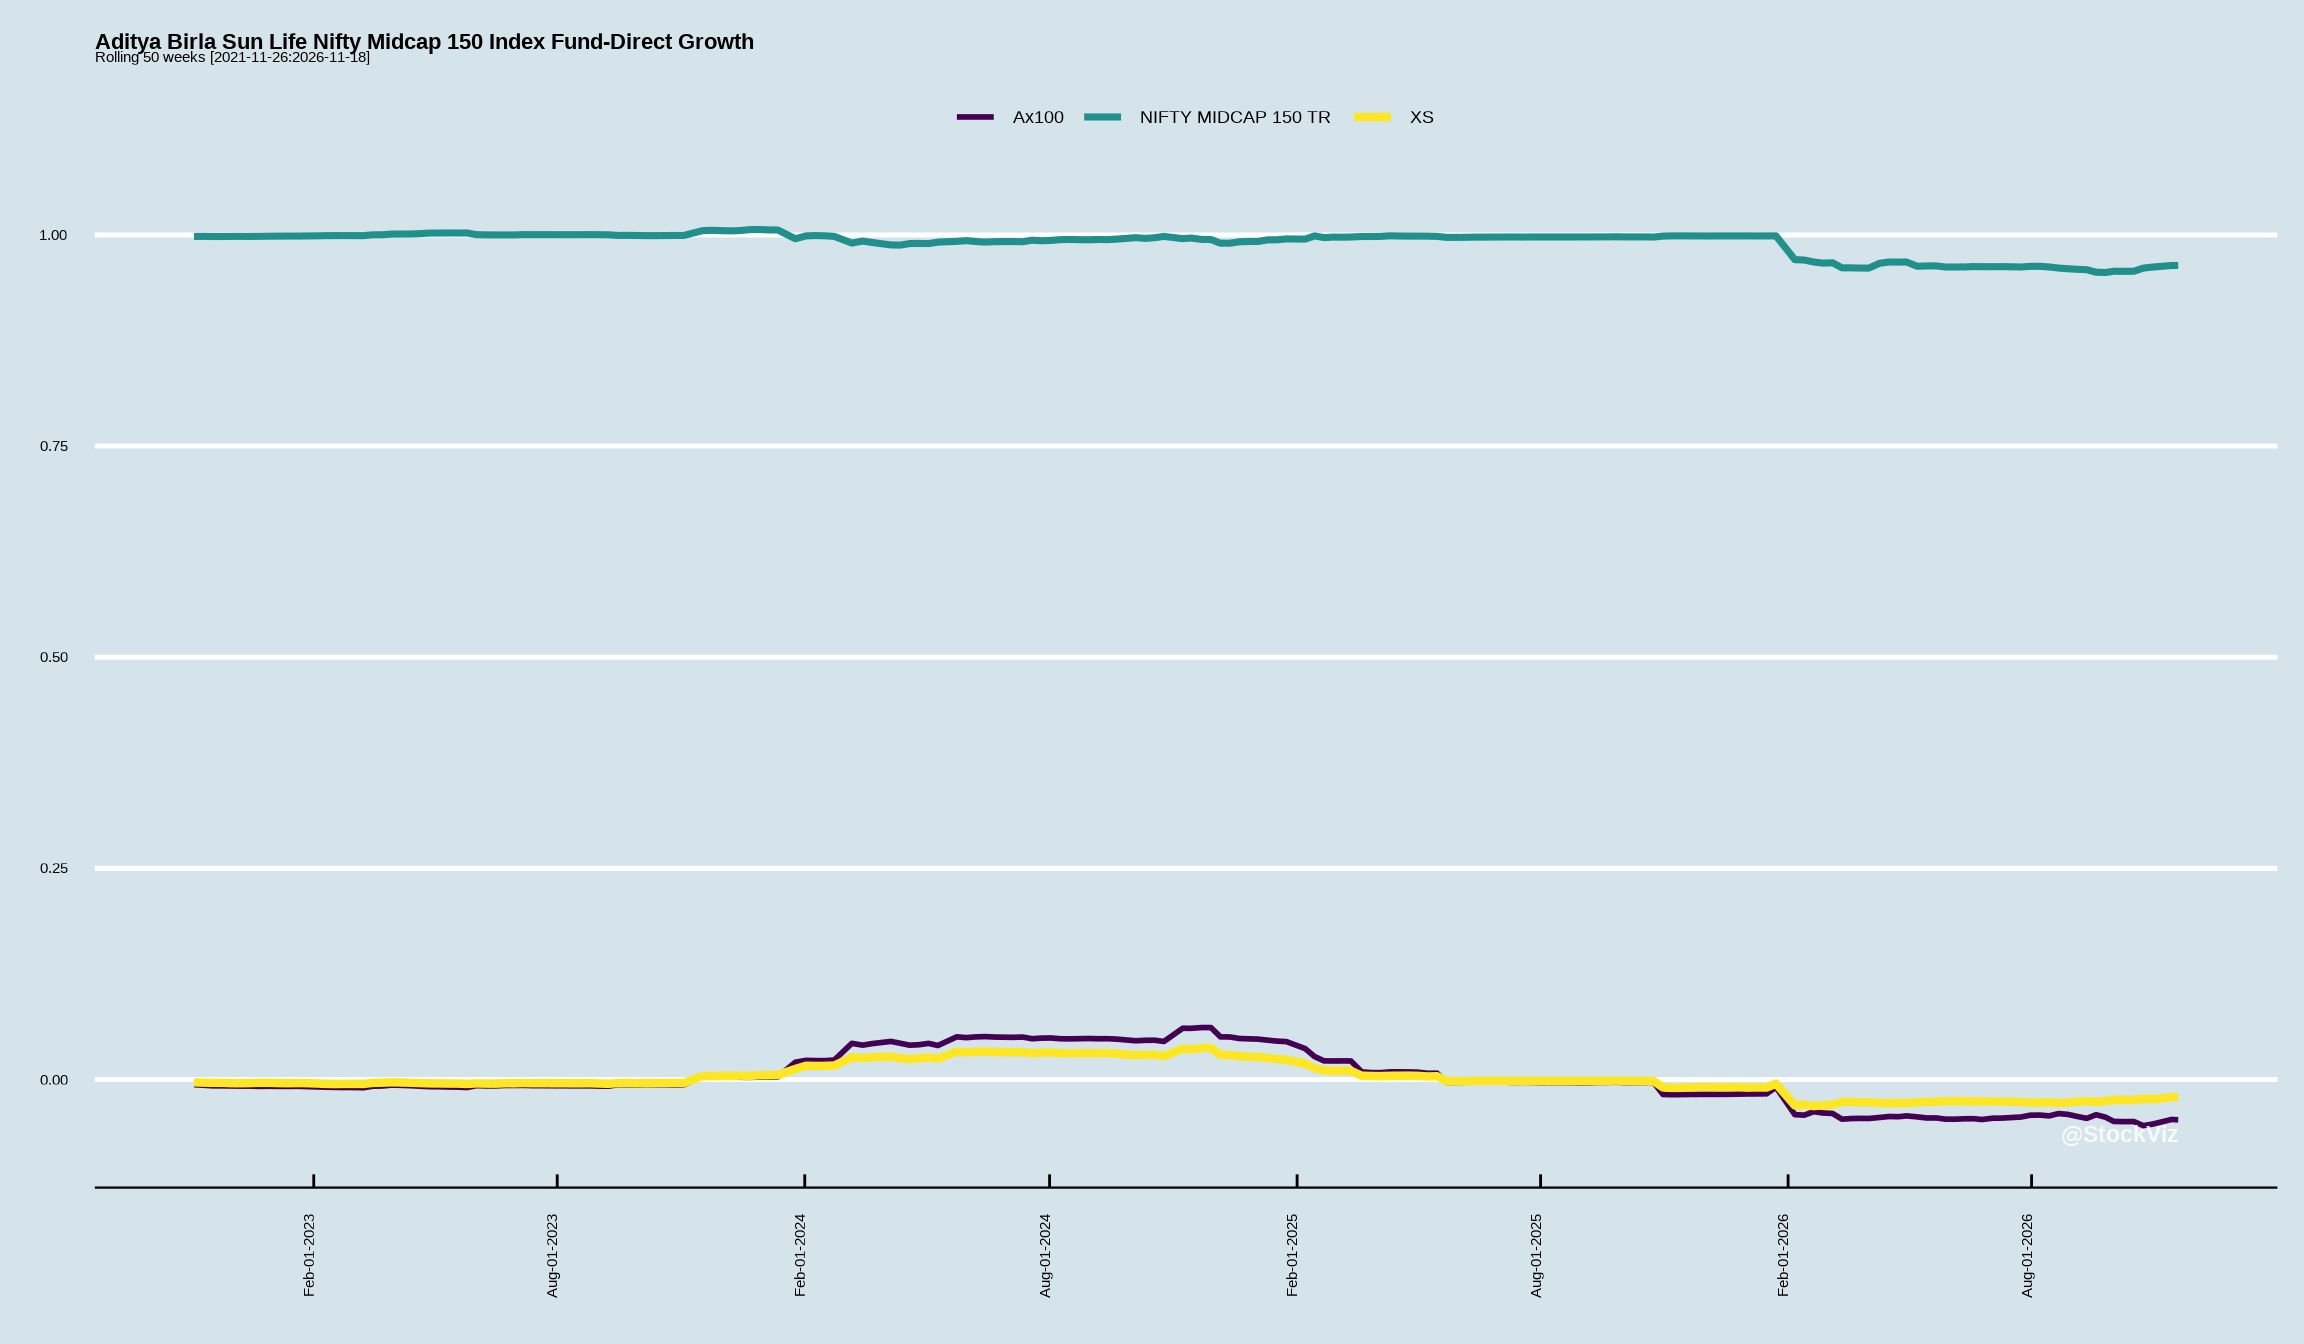 Aditya Birla Sun Life Nifty Midcap 150 Index Fund-Direct Growth
Rolling 50 weeks [2021-11-26:2026-11-18]
Ax100 NIFTY MIDCAP 150 TR XS
1.00
0.75
0.50
0.25
0.00
@StockViz
Feb-01-2023
Aug-01-2023
Feb-01-2024
Aug-01-2024
Feb-01-2025
Aug-01-2025
Feb-01-2026
Aug-01-2026